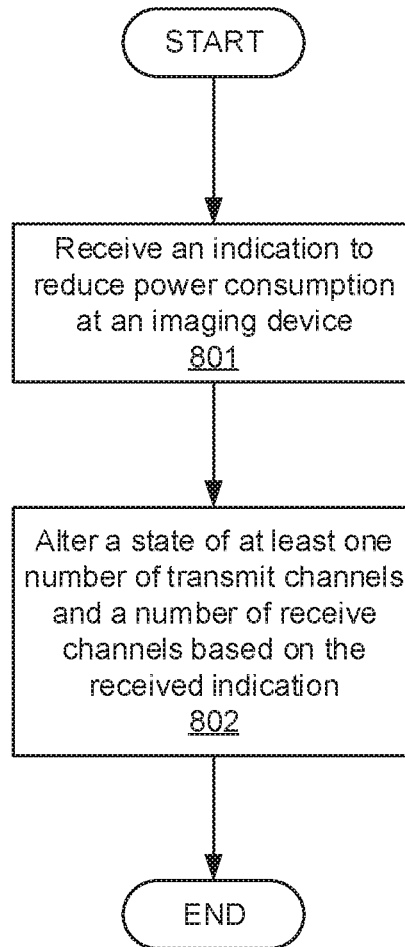 START
Receive an indication to
reduce power consumption
at an imaging device
801
Alter a state of at least one
number of transmit channels
and a number of receive
channels based on the
received indication
802
END